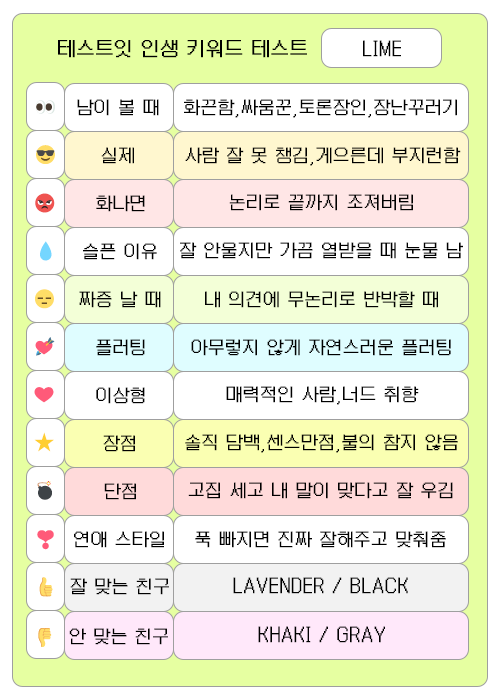 테스트잇 인생 키워드 테스트 LIME
남이 볼 때 화끈함,싸움꾼,토론장인,장난꾸러기
실제 사람 잘 못 챙김,게으른데 부지런함
화나면 논리로 끝까지 조져버림
슬픈 이유 잘 안울지만 가끔 열받을 때 눈물 남
짜증 날 때 내 의견에 무논리로 반박할 때
플러팅 아무렇지 않게 자연스러운 플러팅
이상형 매력적인 사람,너드 취향
장점 솔직 담백,센스만점,불의 참지 않음
단점 고집 세고 내 말이 맞다고 잘 우김
연애 스타일 푹 빠지면 진짜 잘해주고 맞춰줌
잘 맞는 친구 LAVENDER / BLACK
안 맞는 친구 KHAKI / GRAY